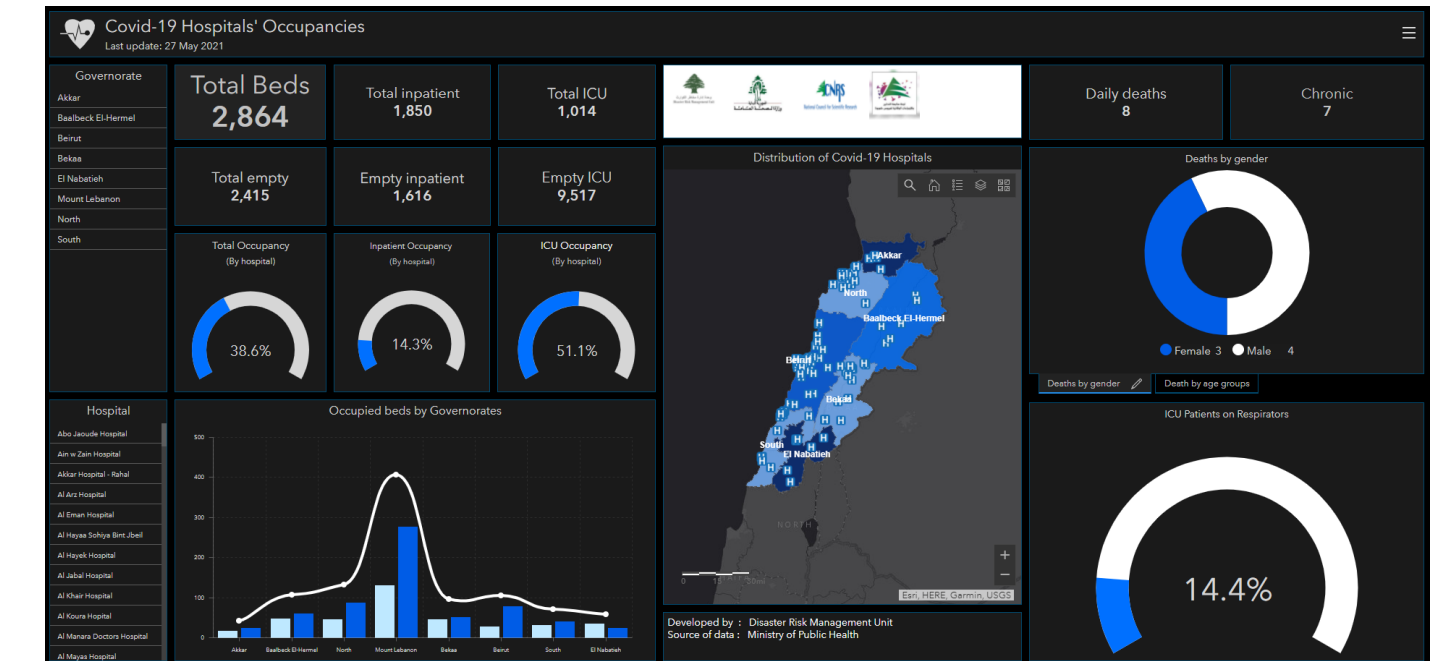 Covid-19 Hospitals' Occupancies
Last update: 27 May 2021
Governorate
Akkar
Baalbeck El-Hermel
Beirut
Bekaa
El Nabatieh
Mount Lebanon
North
South
Total Beds
2,864
Total inpatient
1,850
Total ICU
1,014
Total empty
2,415
Empty inpatient
1,616
Empty ICU
9,517
Total Occupancy
(By hospital)
38.6%
Inpatient Occupancy
(By hospital)
14.3%
ICU Occupancy
(By hospital)
51.1%
CNRS
National Council for Scientific Research
Distribution of Covid-19 Hospitals
Akkar
North
Baalbeck El-Hermel
Beirut
Bekaa
South
El Nabatieh
NORTH
0
Esri, HERE, Garmin, USGS
Developed by : Disaster Risk Management Unit
Source of data : Ministry of Public Health
Daily deaths
8
Chronic
7
Deaths by gender
Female 3 Male 4
Deaths by gender Death by age groups
ICU Patients on Respirators
14.4%
Hospital
Abo Jaoude Hospital
Ain w Zain Hospital
Akkar Hospital - Rahal
Al Arz Hospital
Al Eman Hospital
Al Hayaa Sohiya Bint Jbeil
Al Hayek Hospital
Al Jabal Hospital
Al Khair Hospital
Al Koura Hopital
Al Manara Doctors Hospital
Al Mayas Hospital
Occupied beds by Governorates
500
400
300
200
100
0
Akkar Baalbeck El-Hermel North Mount Lebanon Bekaa Beirut South El Nabatieh